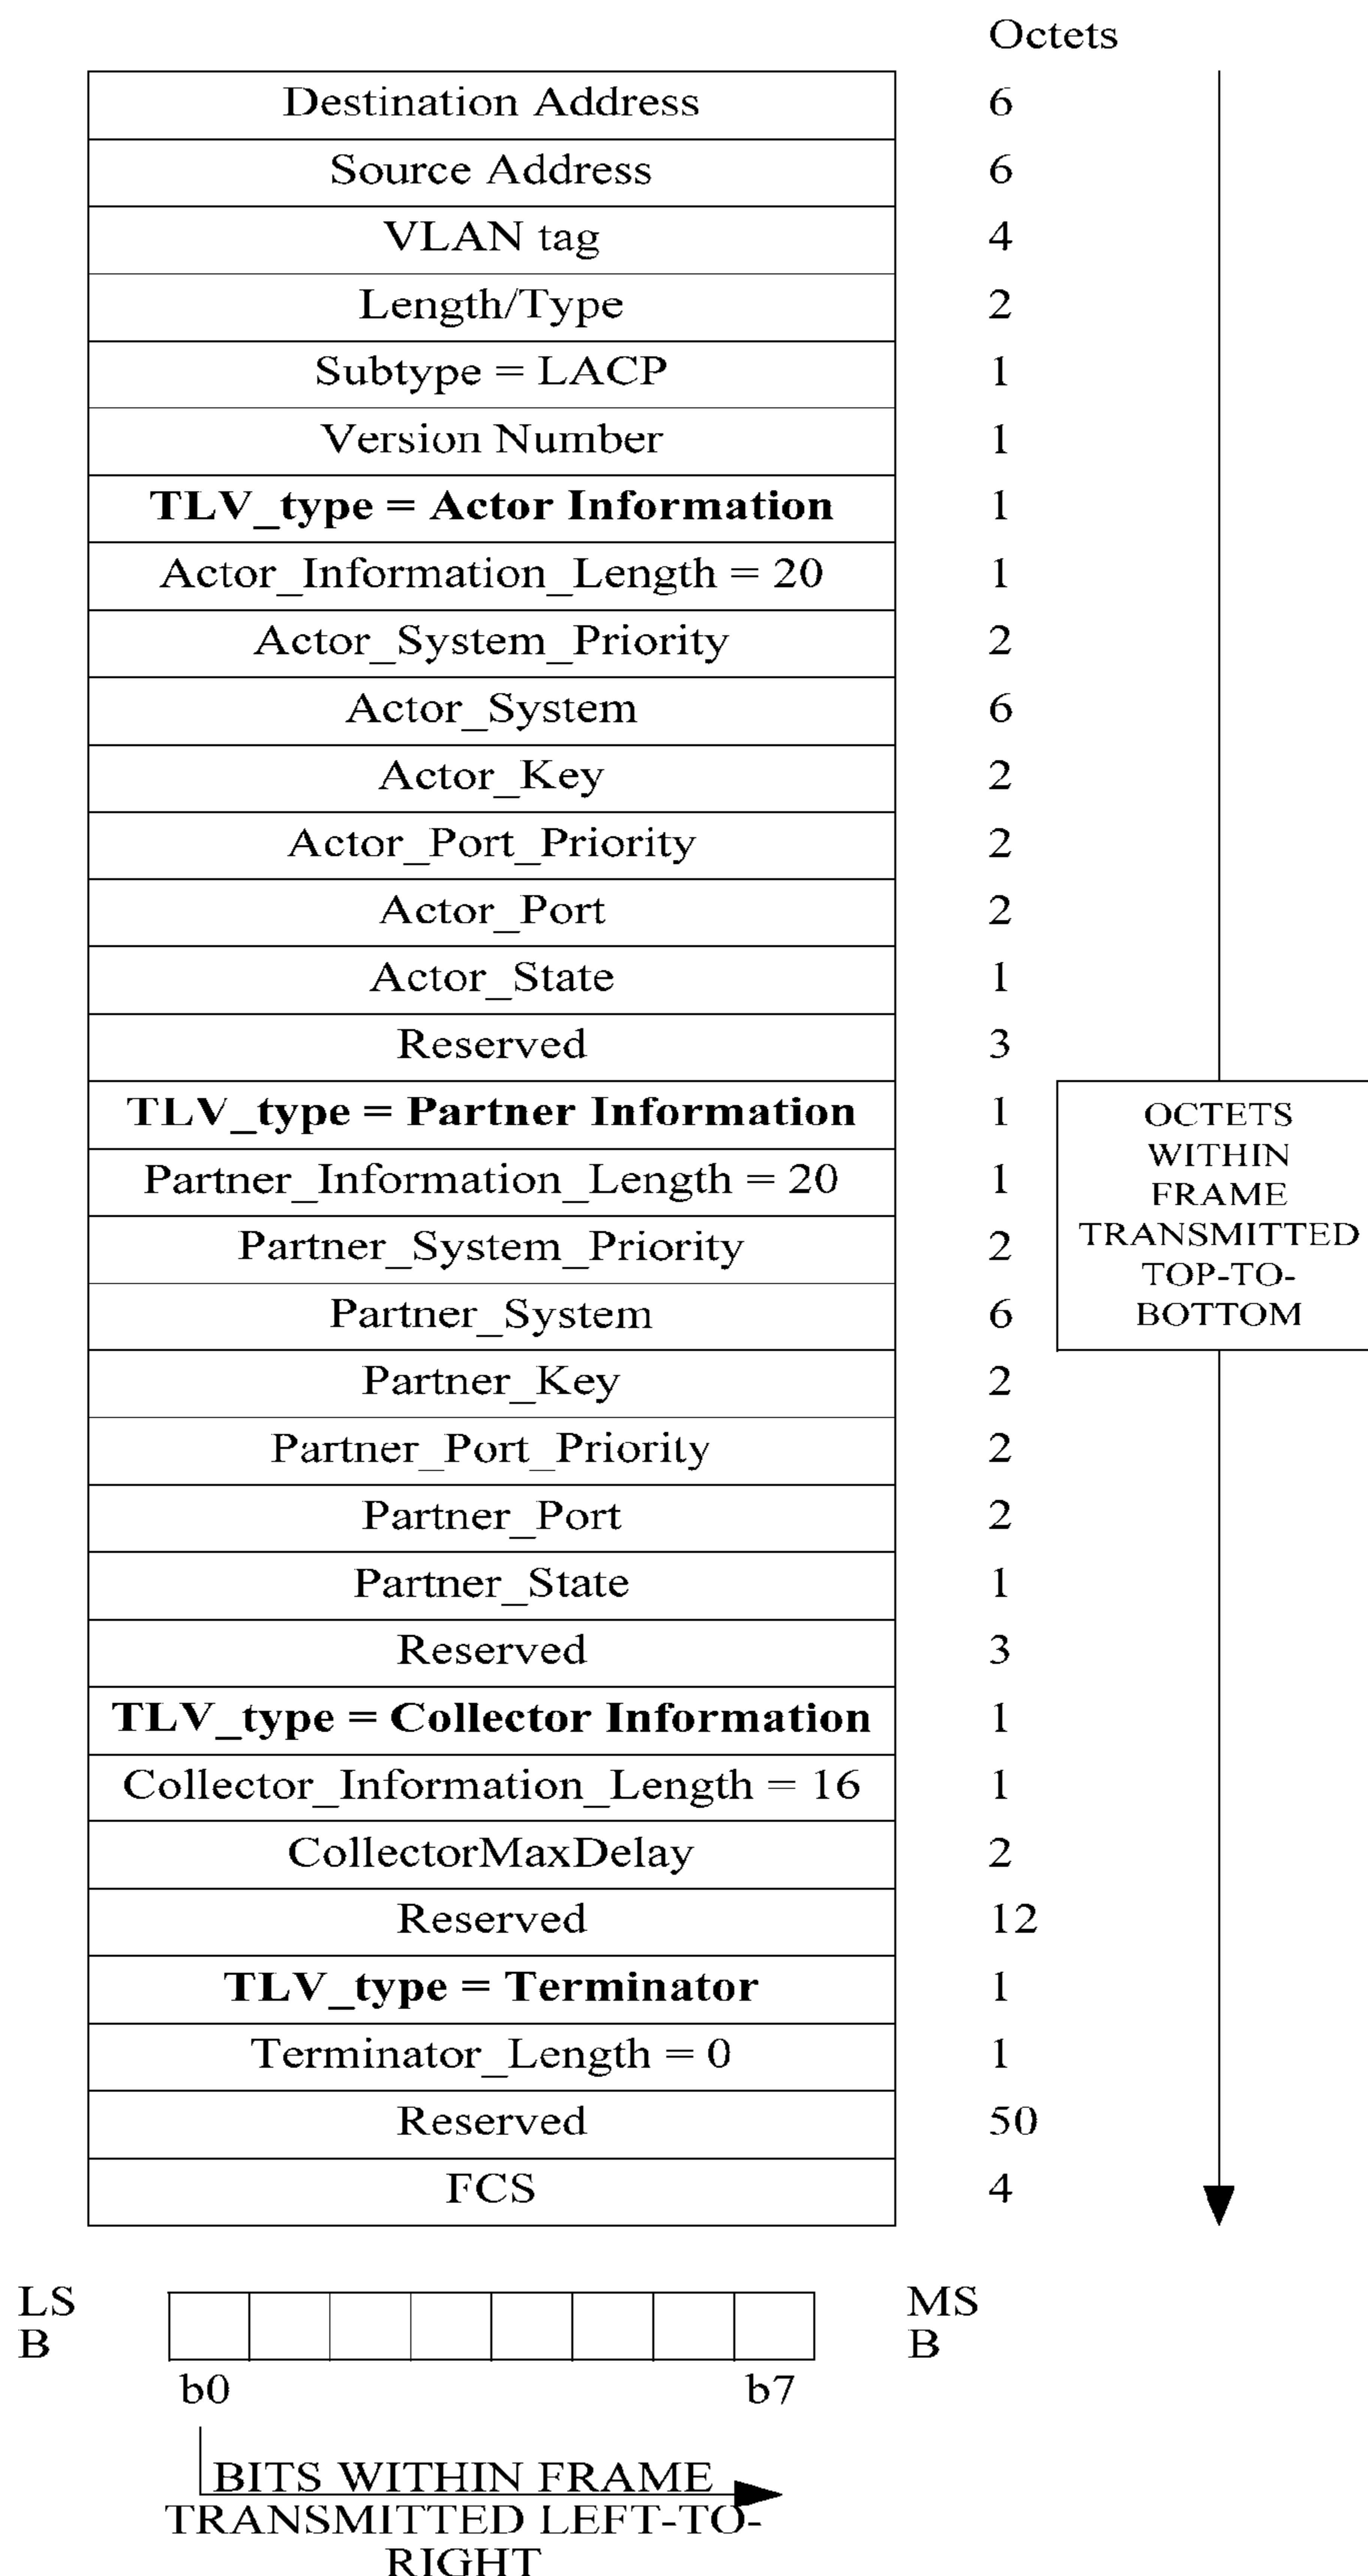 Octets
Destination Address 6
Source Address 6
VLAN tag 4
Length/Type 2
Subtype = LACP 1
Version Number 1
TLV_type = Actor Information 1
Actor_Information_Length = 20 1
Actor_System_Priority 2
Actor_System 6
Actor_Key 2
Actor_Port_Priority 2
Actor_Port 2
Actor_State 1
Reserved 3
TLV_type = Partner Information 1
Partner_Information_Length = 20 1
Partner_System_Priority 2
Partner_System 6
Partner_Key 2
Partner_Port_Priority 2
Partner_Port 2
Partner_State 1
Reserved 3
TLV_type = Collector Information 1
Collector_Information_Length = 16 1
CollectorMaxDelay 2
Reserved 12
TLV_type = Terminator 1
Terminator_Length = 0 1
Reserved 50
FCS 4
OCTETS
WITHIN
FRAME
TRANSMITTED
TOP-TO-
BOTTOM
LS
B
MS
B
b0 b7
BITS WITHIN FRAME
TRANSMITTED LEFT-TO-
RIGHT